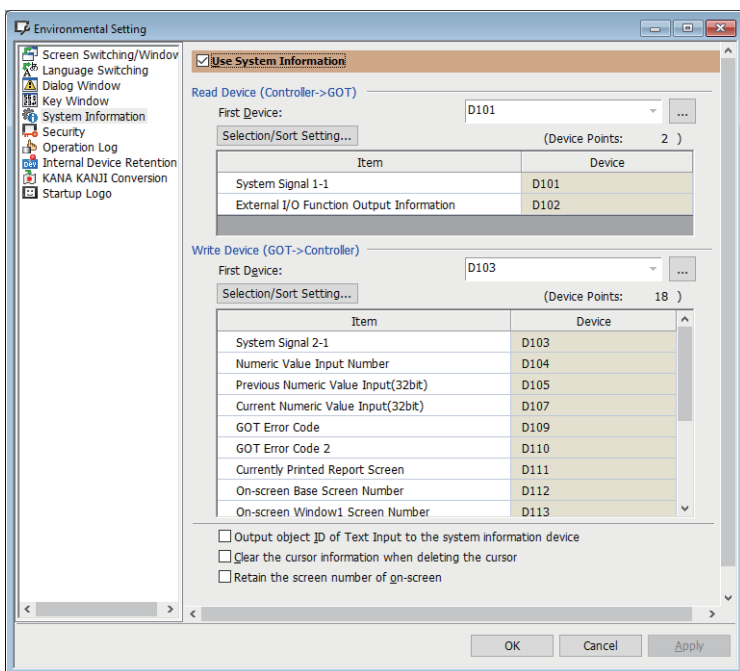 Environmental Setting
Screen Switching/Window
Language Switching
Dialog Window
Key Window
System Information
Security
Operation Log
Internal Device Retention
KANA KANJI Conversion
Startup Logo
Use System Information
Read Device (Controller->GOT)
First Device: D101 ...
Selection/Sort Setting... (Device Points: 2 )
Item Device
System Signal 1-1 D101
External I/O Function Output Information D102
Write Device (GOT->Controller)
First Device: D103 ...
Selection/Sort Setting... (Device Points: 18 )
Item Device
System Signal 2-1 D103
Numeric Value Input Number D104
Previous Numeric Value Input(32bit) D105
Current Numeric Value Input(32bit) D107
GOT Error Code D109
GOT Error Code 2 D110
Currently Printed Report Screen D111
On-screen Base Screen Number D112
On-screen Window1 Screen Number D113
Output object ID of Text Input to the system information device
Clear the cursor information when deleting the cursor
Retain the screen number of on-screen
OK Cancel Apply